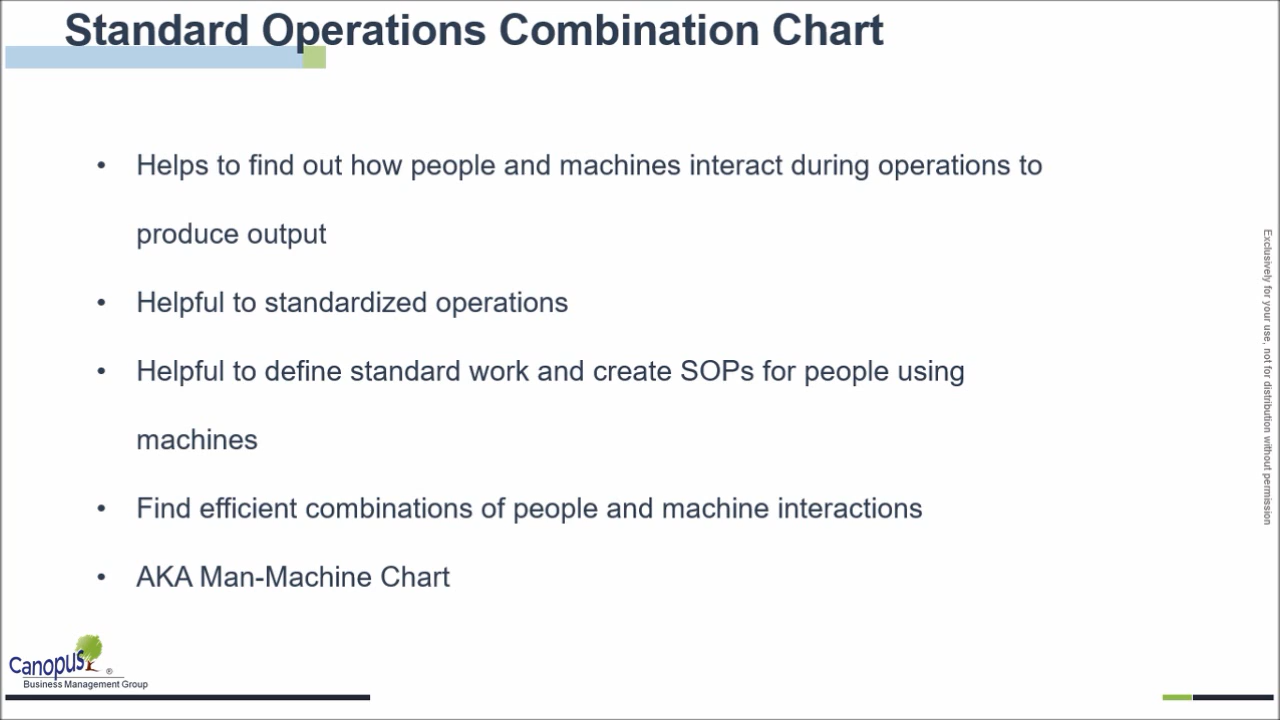 Standard Operations Combination Chart
• Helps to find out how people and machines interact during operations to
produce output
• Helpful to standardized operations
• Helpful to define standard work and create SOPs for people using
machines
• Find efficient combinations of people and machine interactions
• AKA Man-Machine Chart
Exclusively for your use, not for distribution without permission
Canopus ®
Business Management Group